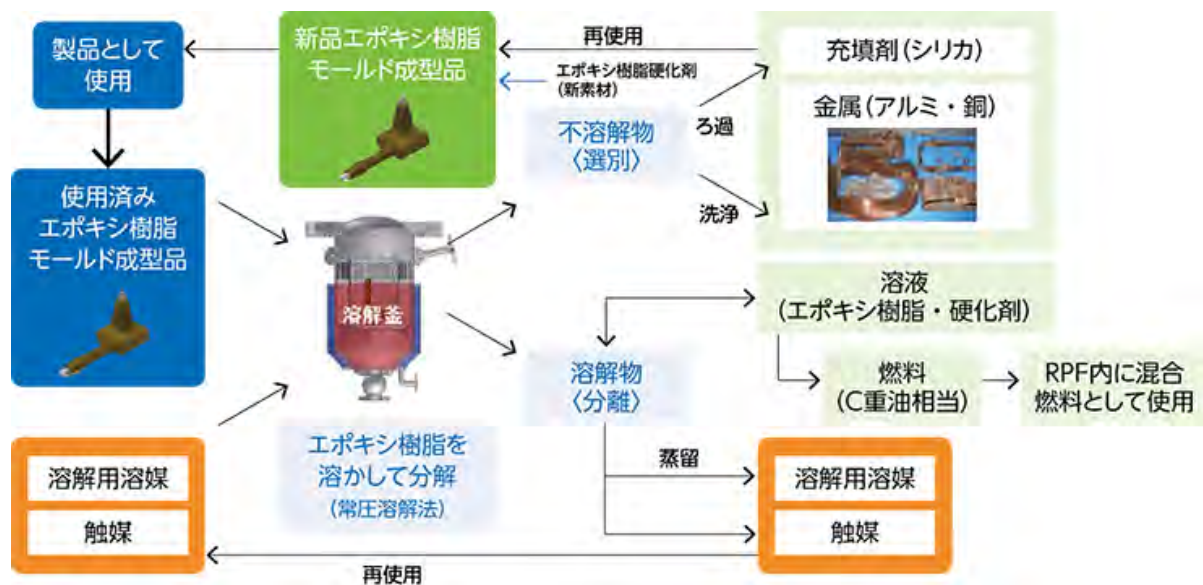 製品として
使用
新品エポキシ樹脂
モールド成型品
再使用
エポキシ樹脂硬化剤
(新素材)
充填剤(シリカ)
金属(アルミ・銅)
不溶解物
〈選別〉
ろ過
洗浄
使用済み
エポキシ樹脂
モールド成型品
溶解釜
溶液
(エポキシ樹脂・硬化剤)
溶解物
〈分離〉
燃料
(C重油相当)
RPF内に混合
燃料として使用
エポキシ樹脂を
溶かして分解
(常圧溶解法)
溶解用溶媒
触媒
蒸留
溶解用溶媒
触媒
再使用